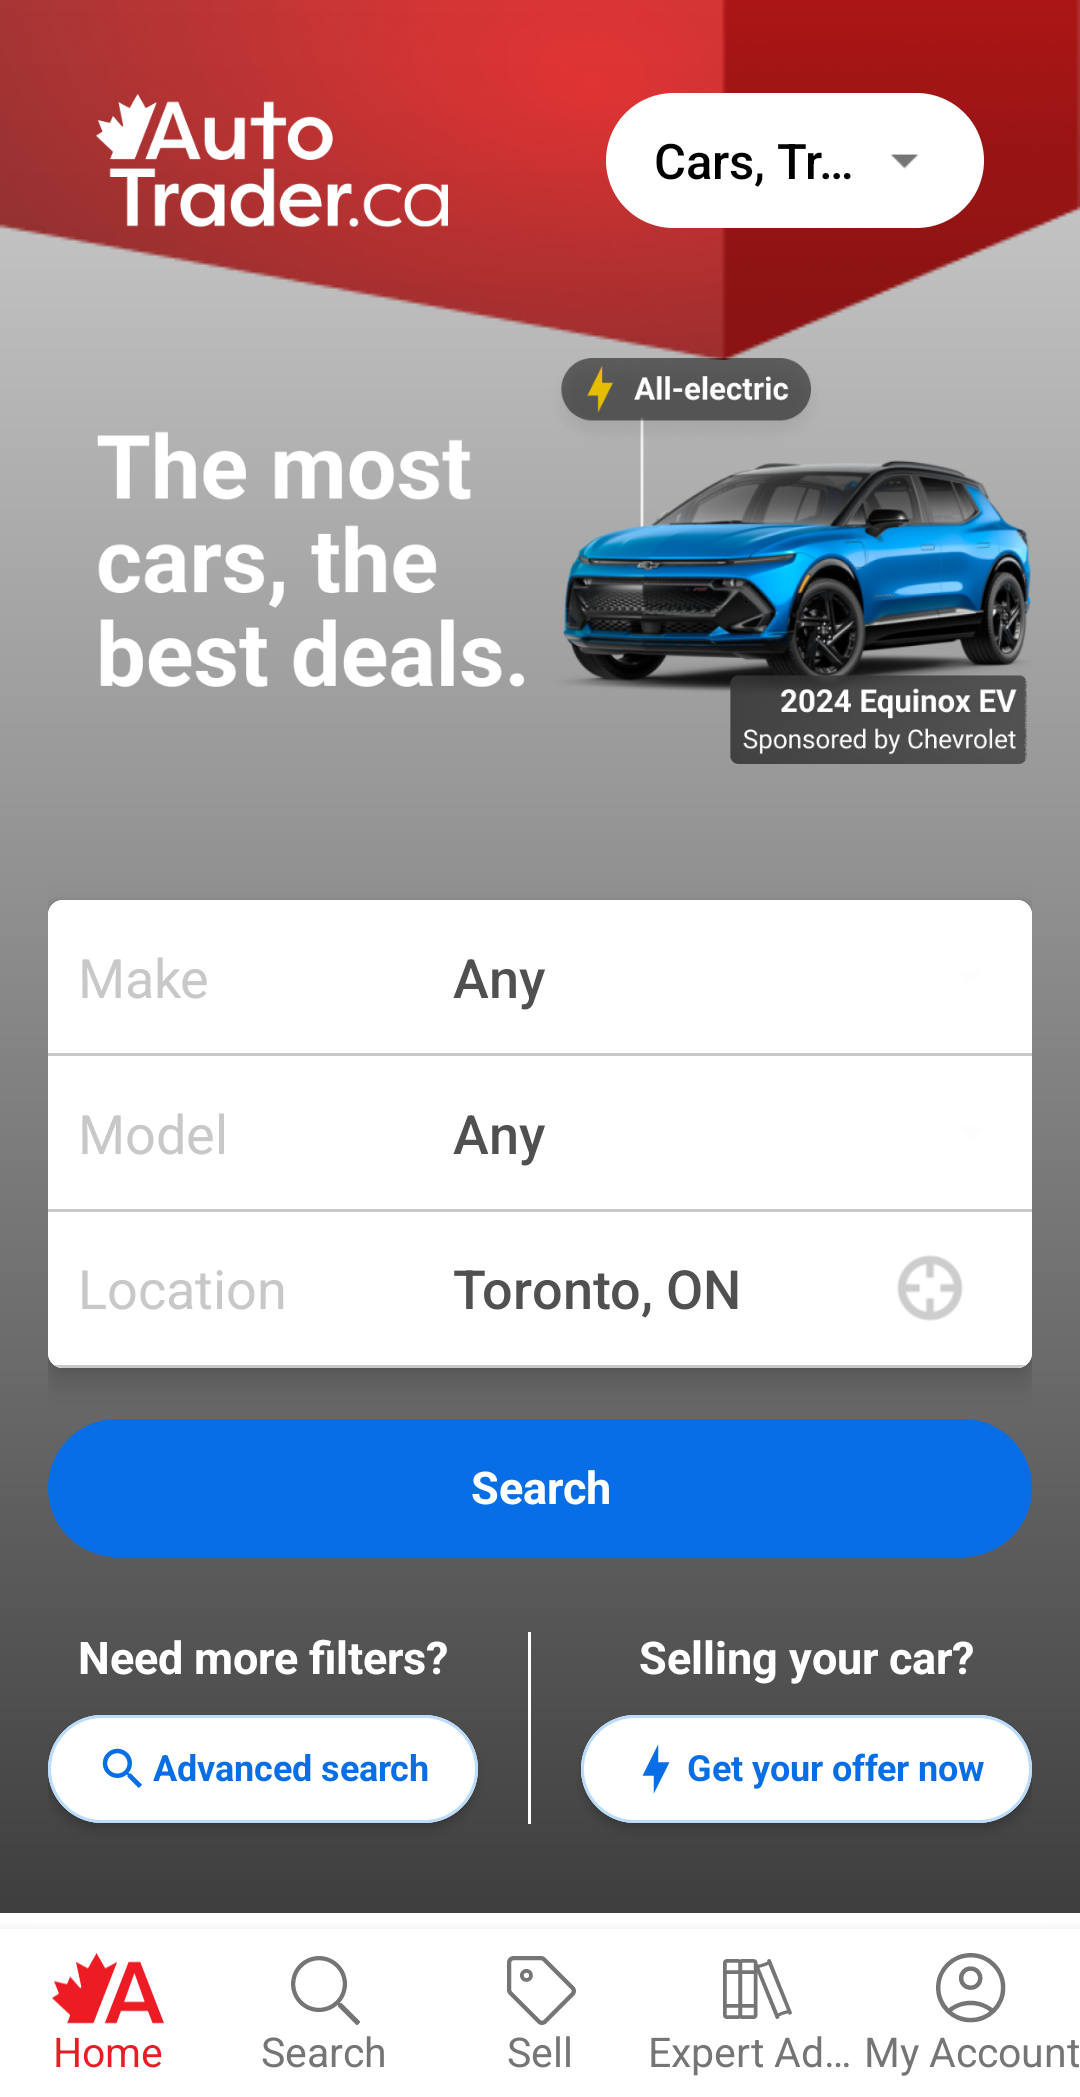 Auto
Trader.ca
Cars, Tr...
All-electric
The most
cars, the
best deals.
2024 Equinox EV
Sponsored by Chevrolet
Make Any
Model Any
Location Toronto, ON
Search
Need more filters?
Selling your car?
Advanced search
Get your offer now
Home
Search
Sell
Expert Ad...
My Account